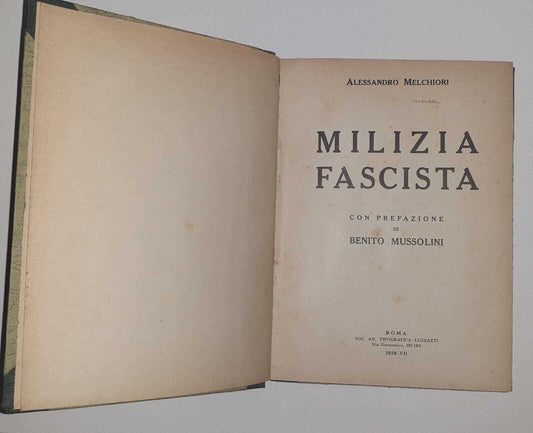 ALESSANDRO MELCHIORI
MILIZIA
FASCISTA
CON PREFAZIONE
DI
BENITO MUSSOLINI
ROMA
SOC. AN. TIPOGRAFICA LUZZATTI
1929-VII